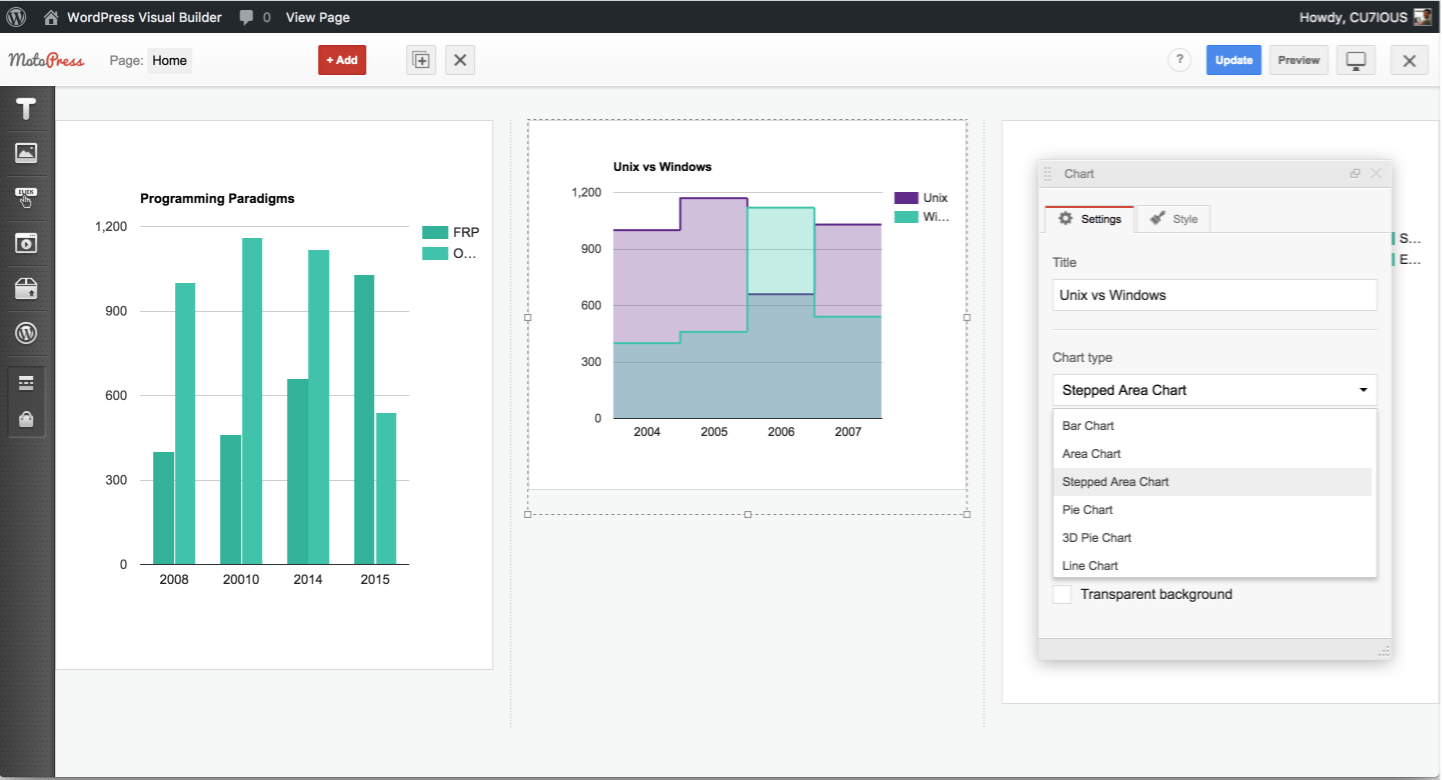 WordPress Visual Builder 0 View Page Howdy, CU7IOUS
MotoPress Page: Home + Add ? Update Preview
T
CLICK
Programming Paradigms
1,200
900
600
300
0
2008 20010 2014 2015
FRP
O...
Unix vs Windows
1,200
900
600
300
0
2004 2005 2006 2007
Unix
Wi...
Chart
Settings Style
Title
Unix vs Windows
Chart type
Stepped Area Chart
Bar Chart
Area Chart
Stepped Area Chart
Pie Chart
3D Pie Chart
Line Chart
Transparent background
S...
E...